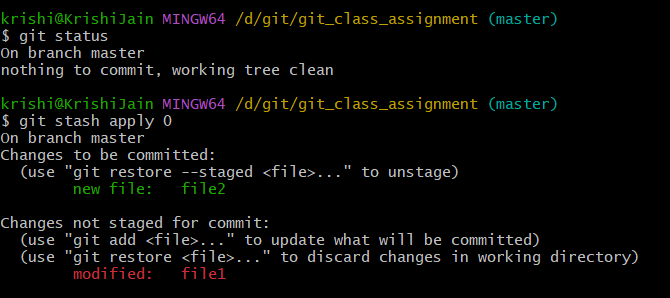 krishi@KrishiJain MINGW64 /d/git/git_class_assignment (master)
$ git status
On branch master
nothing to commit, working tree clean
krishi@KrishiJain MINGW64 /d/git/git_class_assignment (master)
$ git stash apply 0
On branch master
Changes to be committed:
  (use "git restore --staged <file>..." to unstage)
        new file:   file2
Changes not staged for commit:
  (use "git add <file>..." to update what will be committed)
  (use "git restore <file>..." to discard changes in working directory)
        modified:   file1